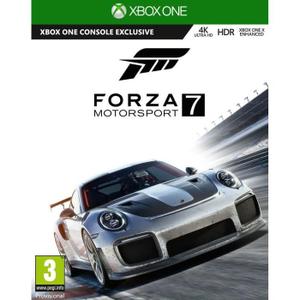 XBOX ONE
XBOX ONE CONSOLE EXCLUSIVE
4K
ULTRA HD
HDR
XBOX ONE X
ENHANCED
FORZA
MOTORSPORT
7
3
www.pegi.info
Provisional